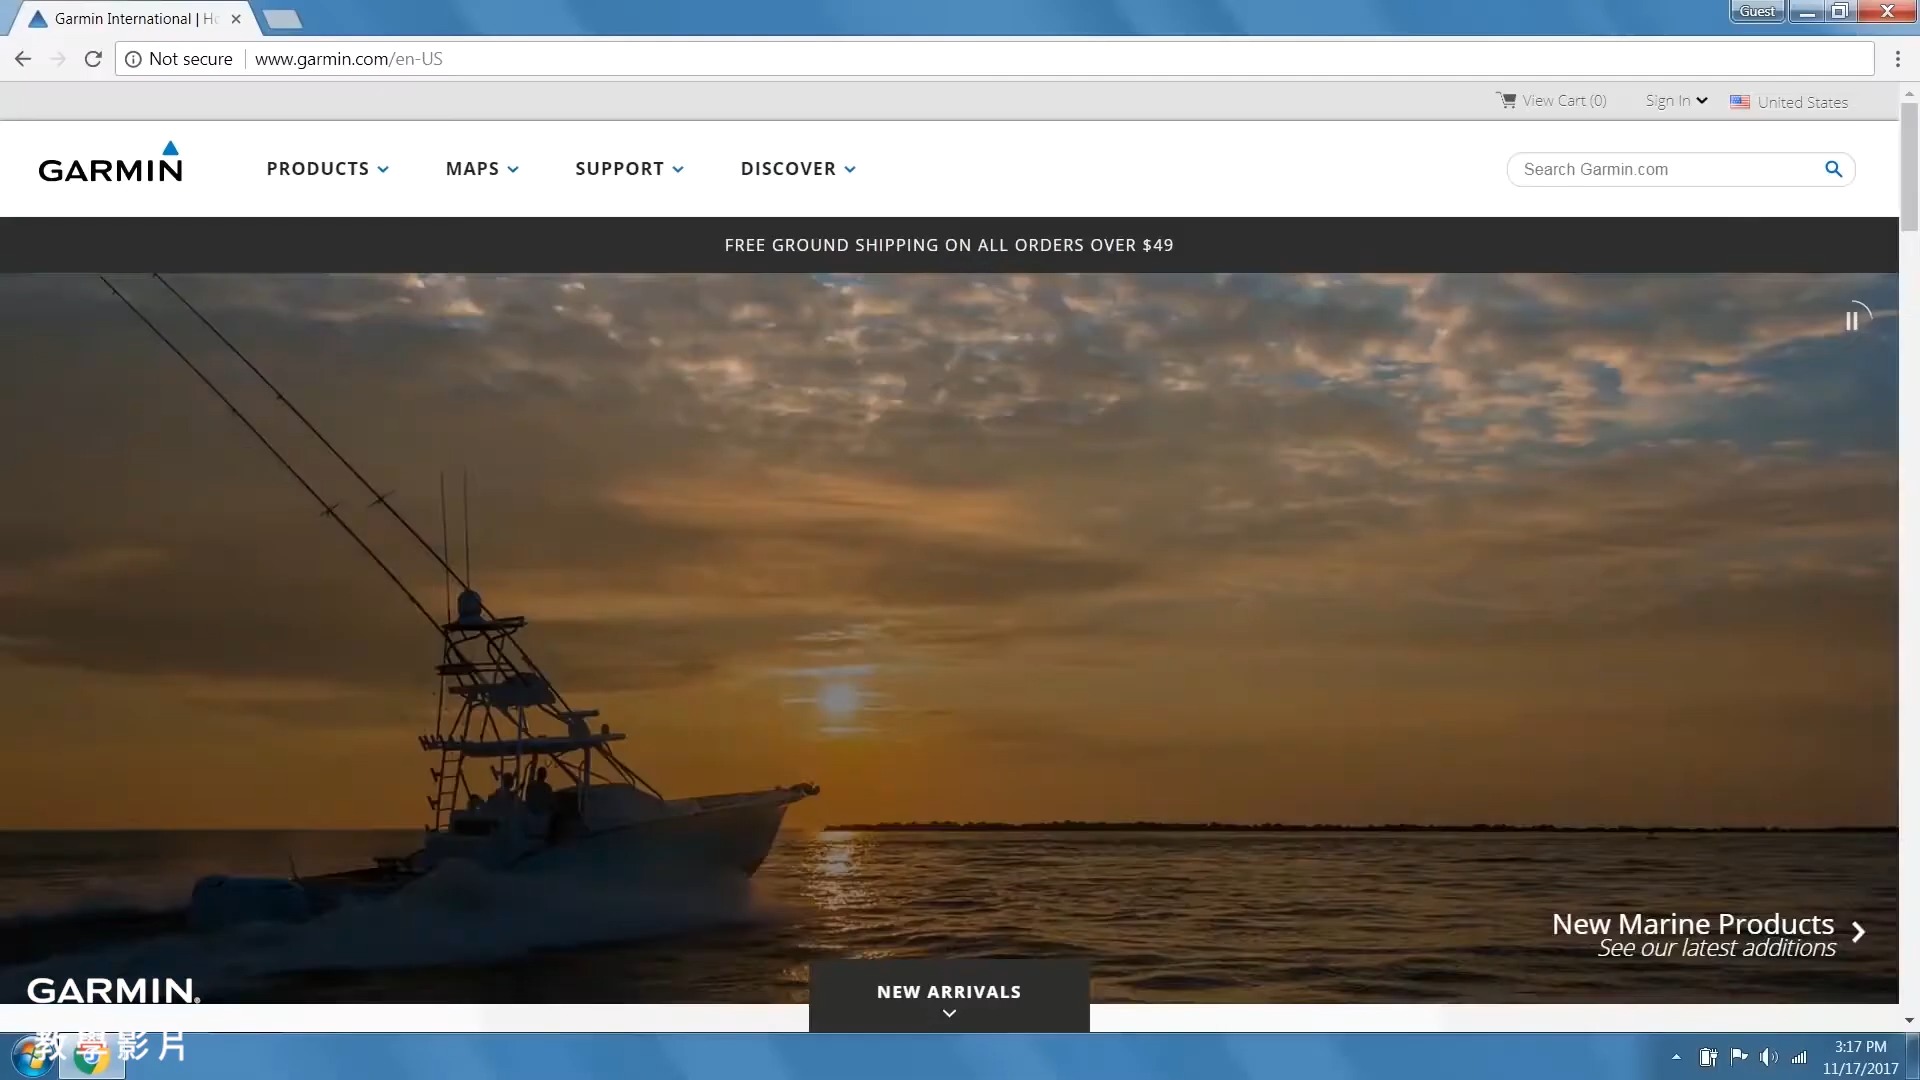 Garmin International | Ho
Guest
Not secure
www.garmin.com/en-US
View Cart (0)
Sign In
United States
GARMIN
PRODUCTS
MAPS
SUPPORT
DISCOVER
Search Garmin.com
FREE GROUND SHIPPING ON ALL ORDERS OVER $49
New Marine Products
See our latest additions
GARMIN.
NEW ARRIVALS
教學影片
3:17 PM
11/17/2017